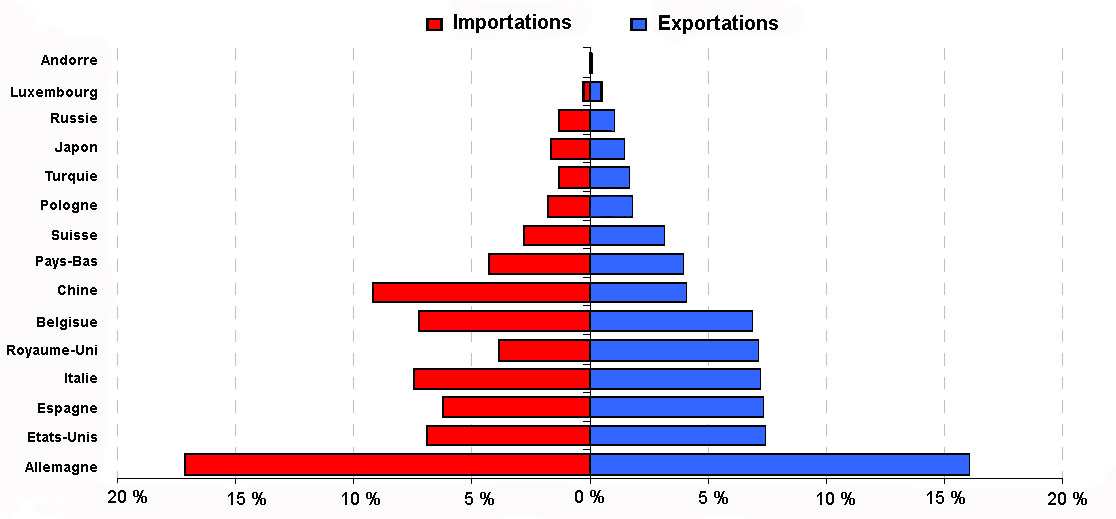 Importations Exportations
Andorre
Luxembourg
Russie
Japon
Turquie
Pologne
Suisse
Pays-Bas
Chine
Belgisue
Royaume-Uni
Italie
Espagne
Etats-Unis
Allemagne
20 % 15 % 10 % 5 % 0 % 5 % 10 % 15 % 20 %